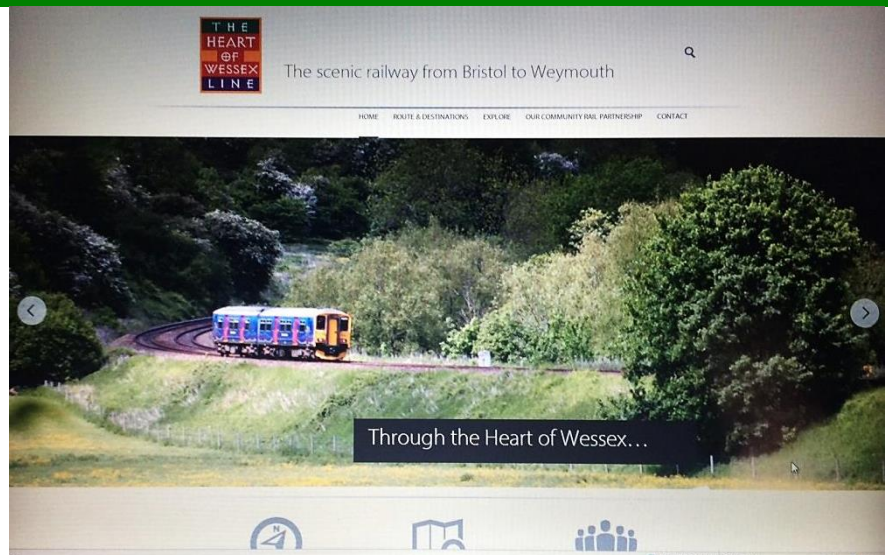 THE
HEART
OF
WESSEX
LINE
The scenic railway from Bristol to Weymouth
HOME ROUTE & DESTINATIONS EXPLORE OUR COMMUNITY RAIL PARTNERSHIP CONTACT
Through the Heart of Wessex...
N